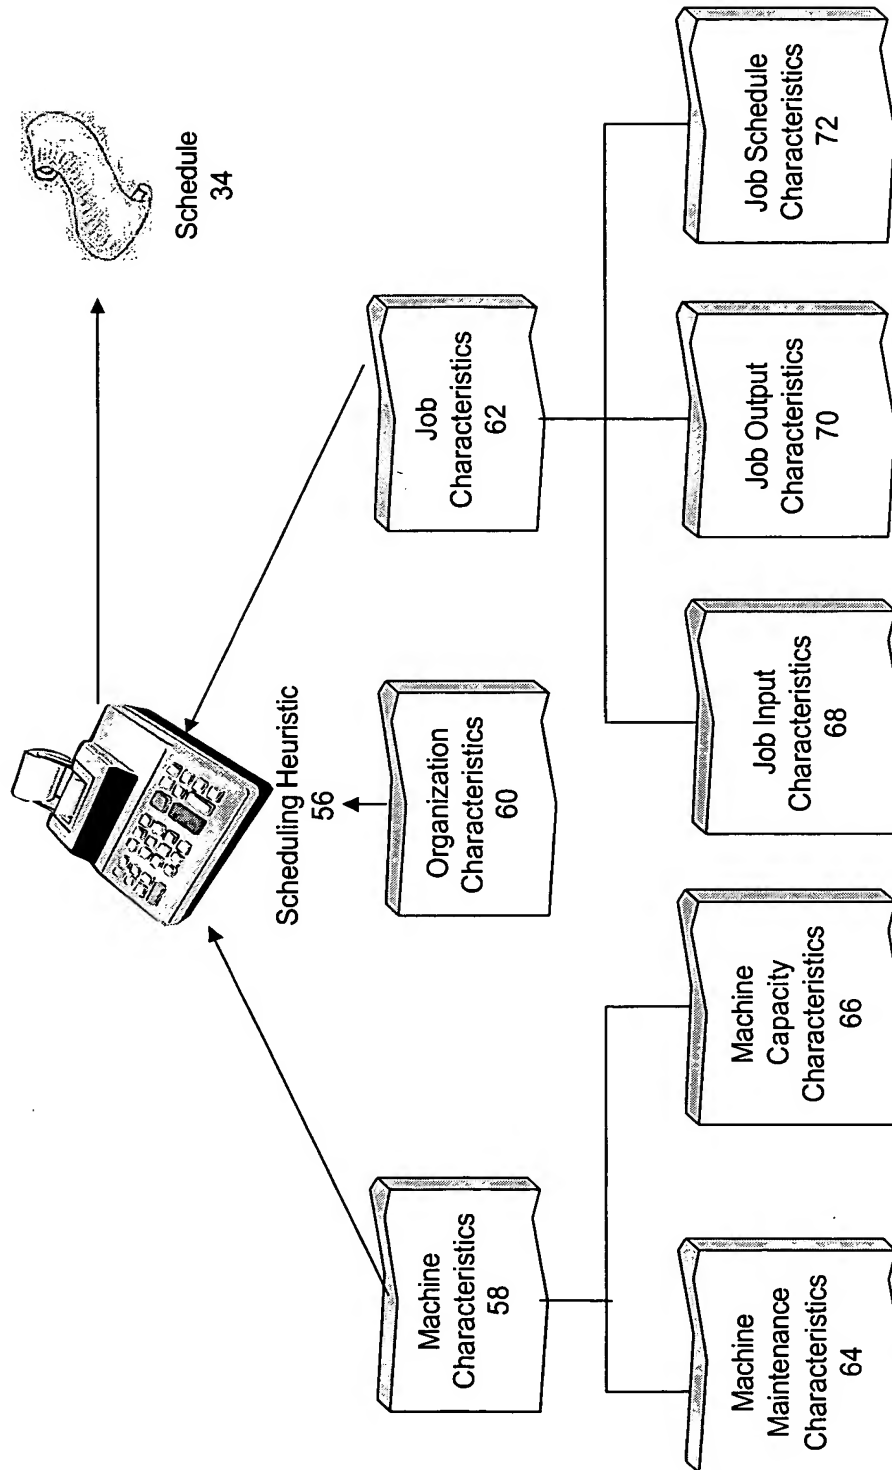 Schedule
34
Scheduling Heuristic
56
Machine
Characteristics
58
Organization
Characteristics
60
Job
Characteristics
62
Machine
Maintenance
Characteristics
64
Machine
Capacity
Characteristics
66
Job Input
Characteristics
68
Job Output
Characteristics
70
Job Schedule
Characteristics
72